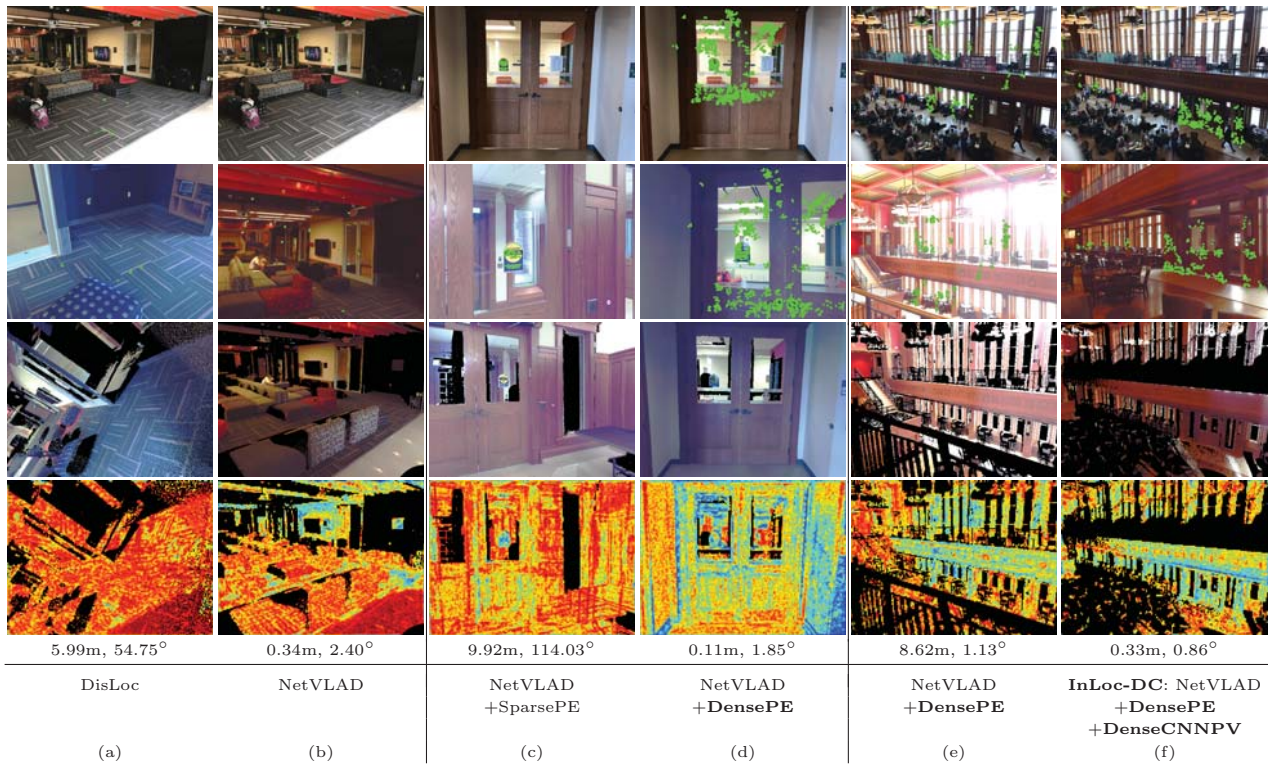 5.99m, 54.75° 0.34m, 2.40° 9.92m, 114.03° 0.11m, 1.85° 8.62m, 1.13° 0.33m, 0.86°
DisLoc NetVLAD NetVLAD NetVLAD NetVLAD InLoc-DC: NetVLAD
+SparsePE +DensePE +DensePE +DensePE
+DenseCNNPV
(a) (b) (c) (d) (e) (f)